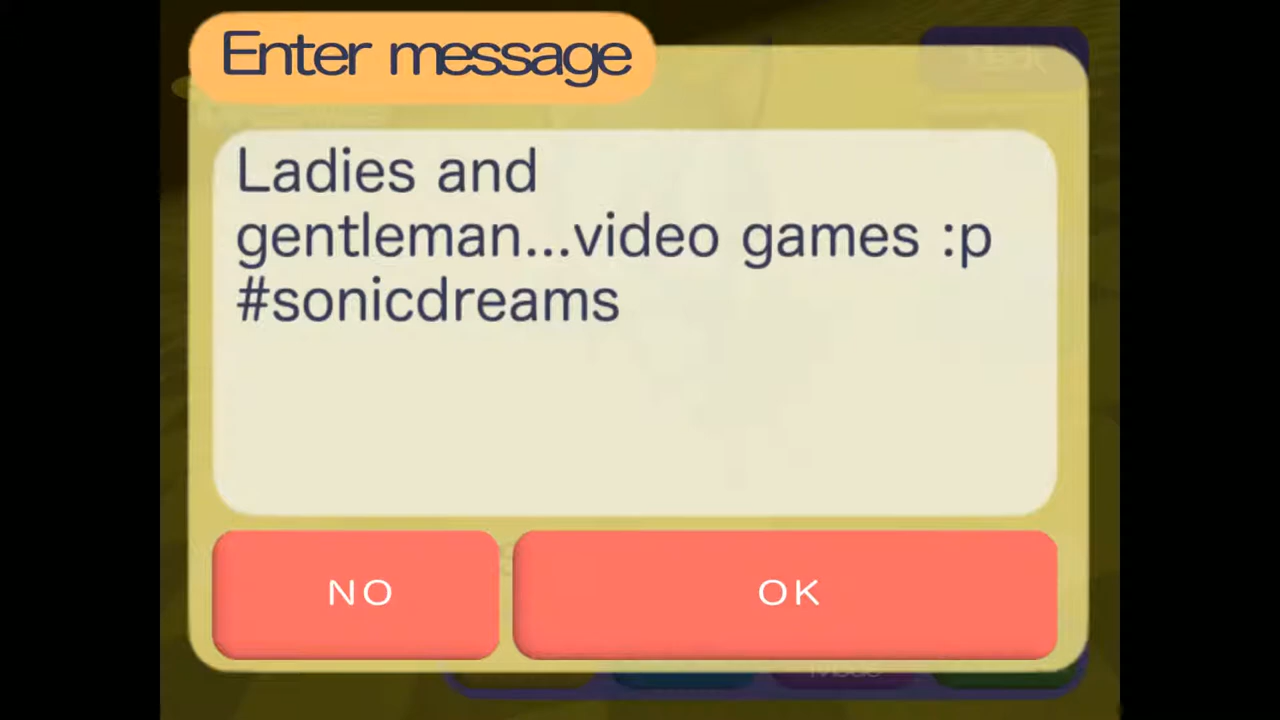 Enter message
Ladies and
gentleman...video games :p
#sonicdreams
NO
OK